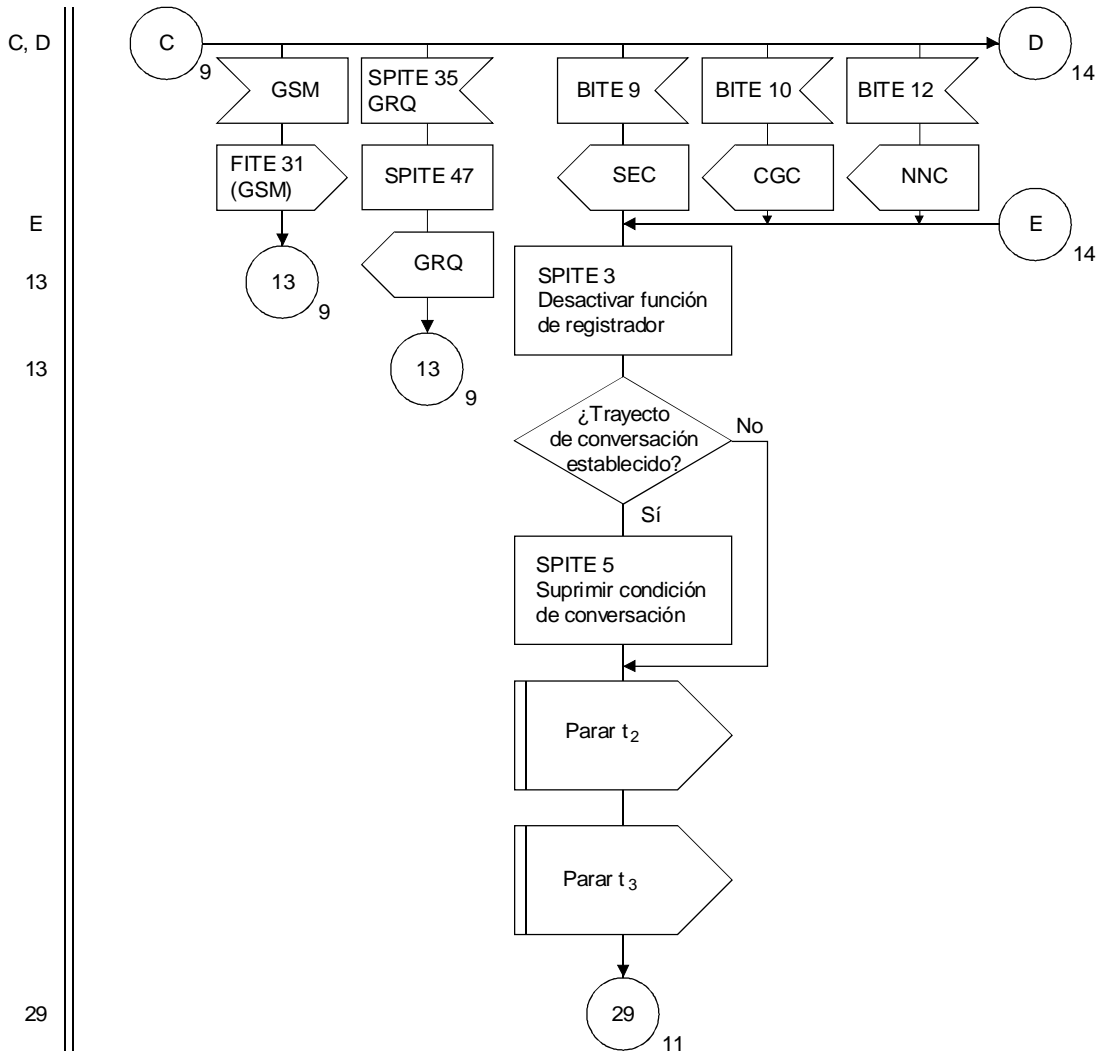 C, D
C
9
D
14
GSM
SPITE 35
GRQ
BITE 9
BITE 10
BITE 12
FITE 31
(GSM)
SPITE 47
SEC
CGC
NNC
E
E
14
13
13
9
GRQ
SPITE 3
Desactivar función
de registrador
13
13
9
¿Trayecto
de conversación
establecido?
No
Sí
SPITE 5
Suprimir condición
de conversación
Parar t2
Parar t3
29
29
11